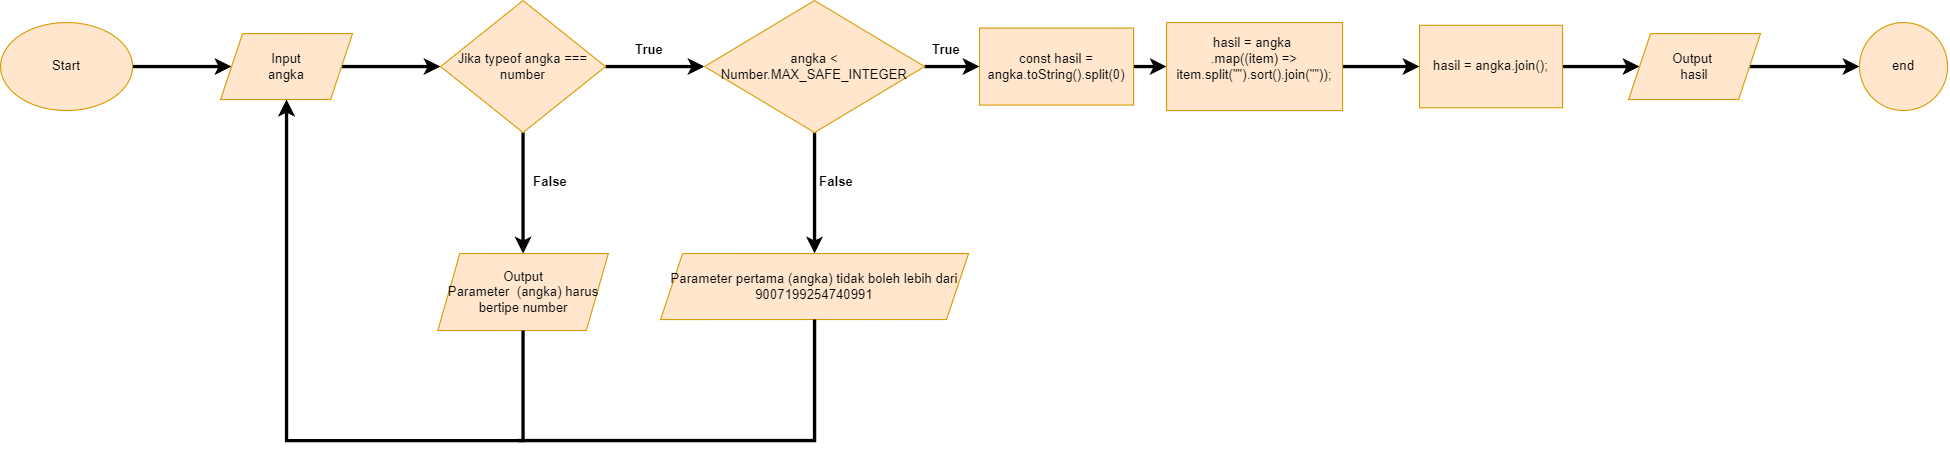 Start
Input
angka
Jika typeof angka ===
number
True
angka <
Number.MAX_SAFE_INTEGER
True
const hasil =
angka.toString().split(0)
hasil = angka
.map((item) =>
item.split("").sort().join(""));
hasil = angka.join();
Output
hasil
end
False
False
Output
Parameter (angka) harus
bertipe number
Parameter pertama (angka) tidak boleh lebih dari
9007199254740991